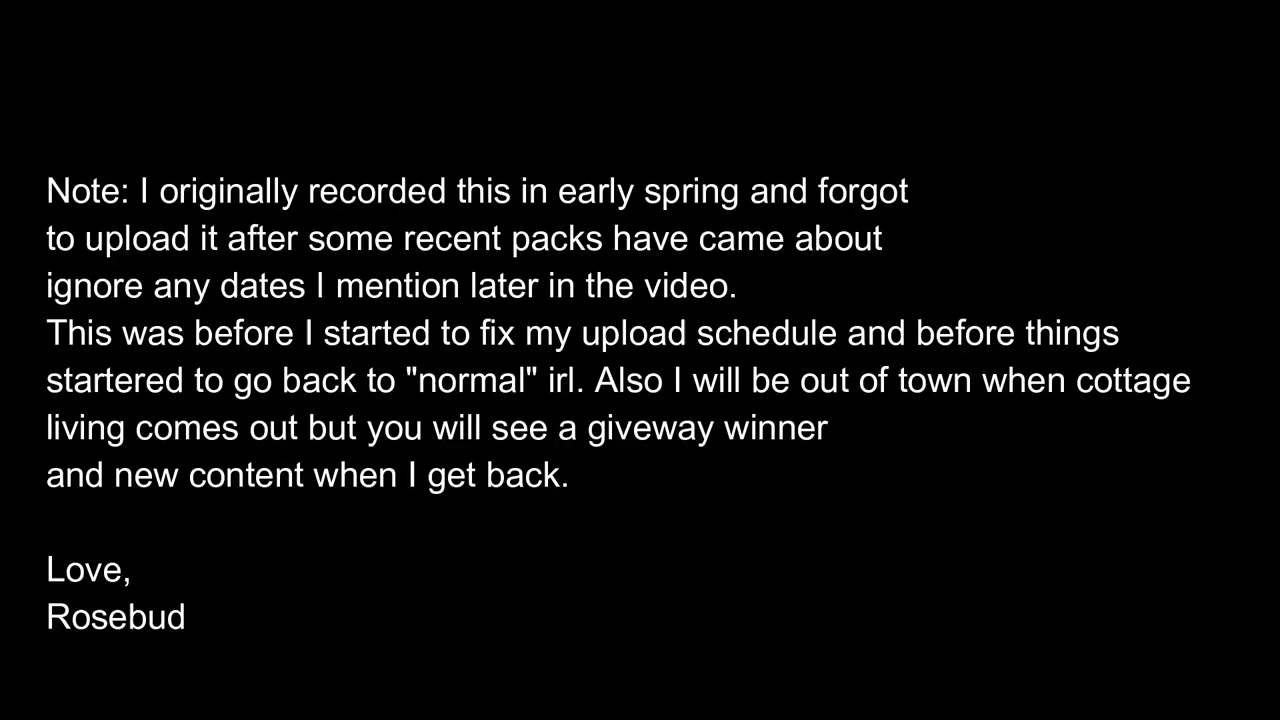 Note: I originally recorded this in early spring and forgot
to upload it after some recent packs have came about
ignore any dates I mention later in the video.
This was before I started to fix my upload schedule and before things
startered to go back to "normal" irl. Also I will be out of town when cottage
living comes out but you will see a giveway winner
and new content when I get back.

Love,
Rosebud